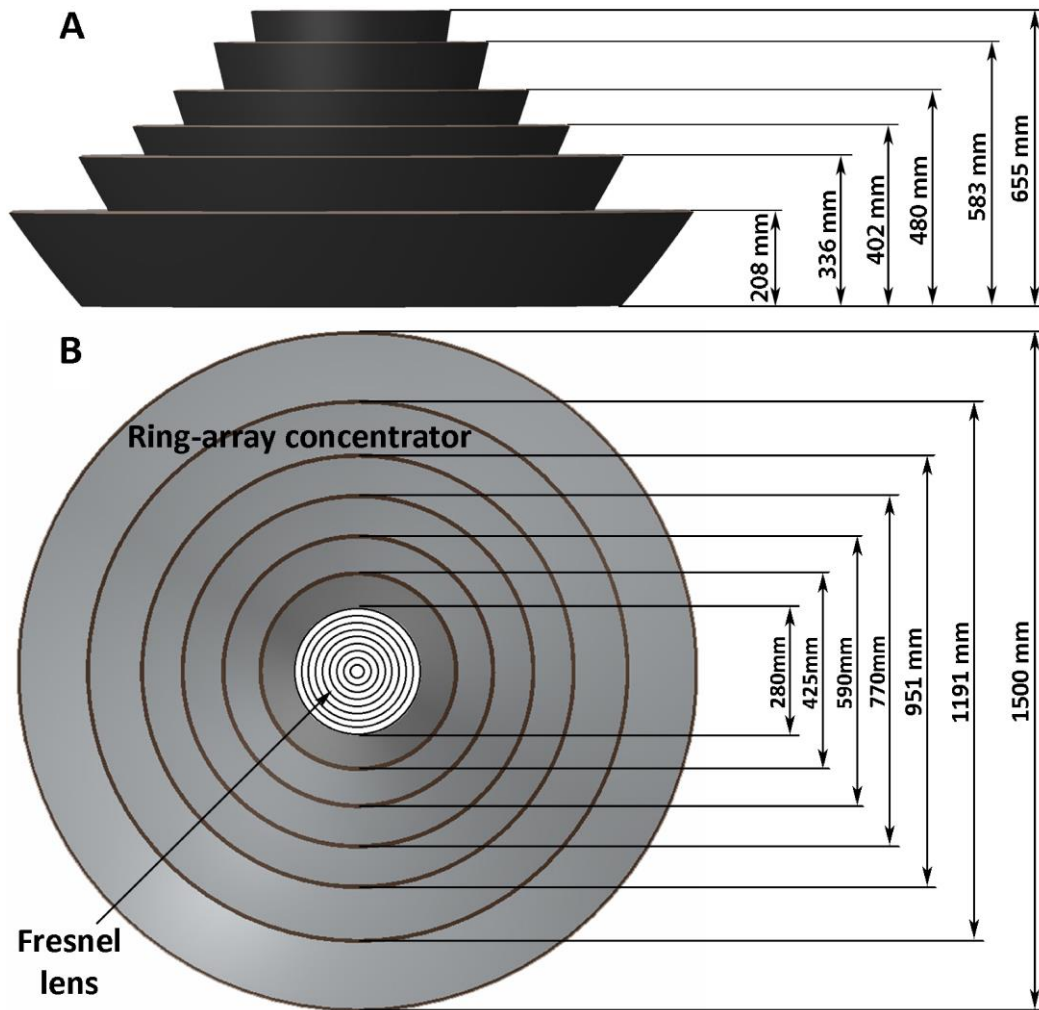 A
208 mm
336 mm
402 mm
480 mm
583 mm
655 mm
B
Ring-array concentrator
280mm
425mm
590mm
770mm
951 mm
1191 mm
1500 mm
Fresnel
lens